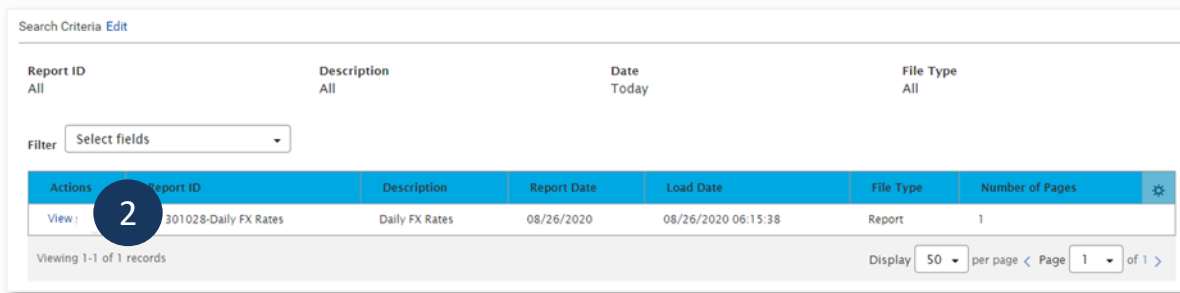 Search Criteria Edit
Report ID Description Date File Type
All All Today All
Filter Select fields
Actions Report ID Description Report Date Load Date File Type Number of Pages
View 2 301028-Daily FX Rates Daily FX Rates 08/26/2020 08/26/2020 06:15:38 Report 1
Viewing 1-1 of 1 records Display 50 per page < Page 1 of 1 >